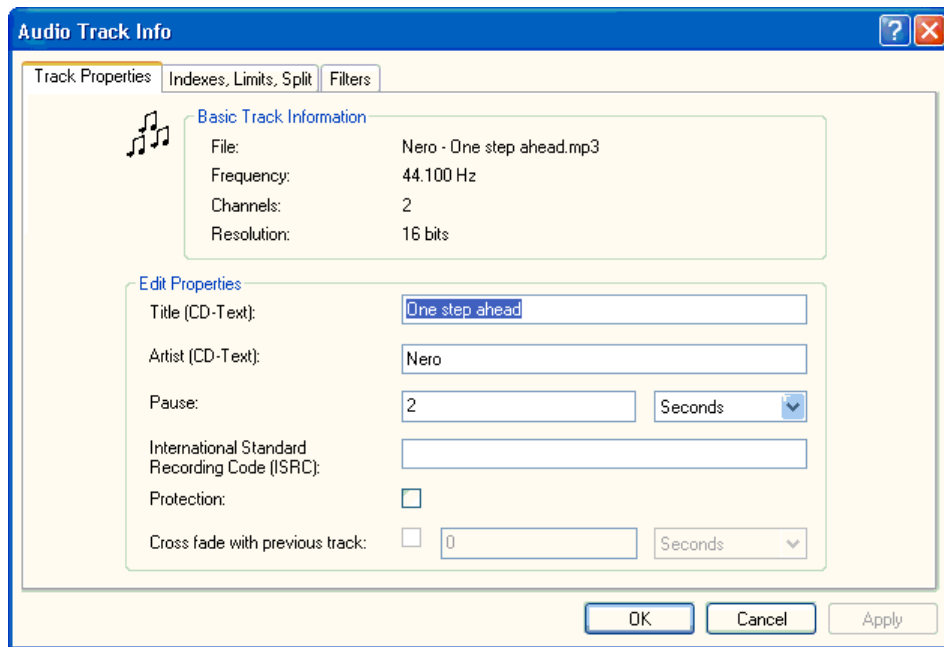 Audio Track Info
Track Properties Indexes, Limits, Split Filters
Basic Track Information
File: Nero - One step ahead.mp3
Frequency: 44.100 Hz
Channels: 2
Resolution: 16 bits
Edit Properties
Title (CD-Text): One step ahead
Artist (CD-Text): Nero
Pause: 2 Seconds
International Standard
Recording Code (ISRC):
Protection:
Cross fade with previous track: 0 Seconds
OK Cancel Apply